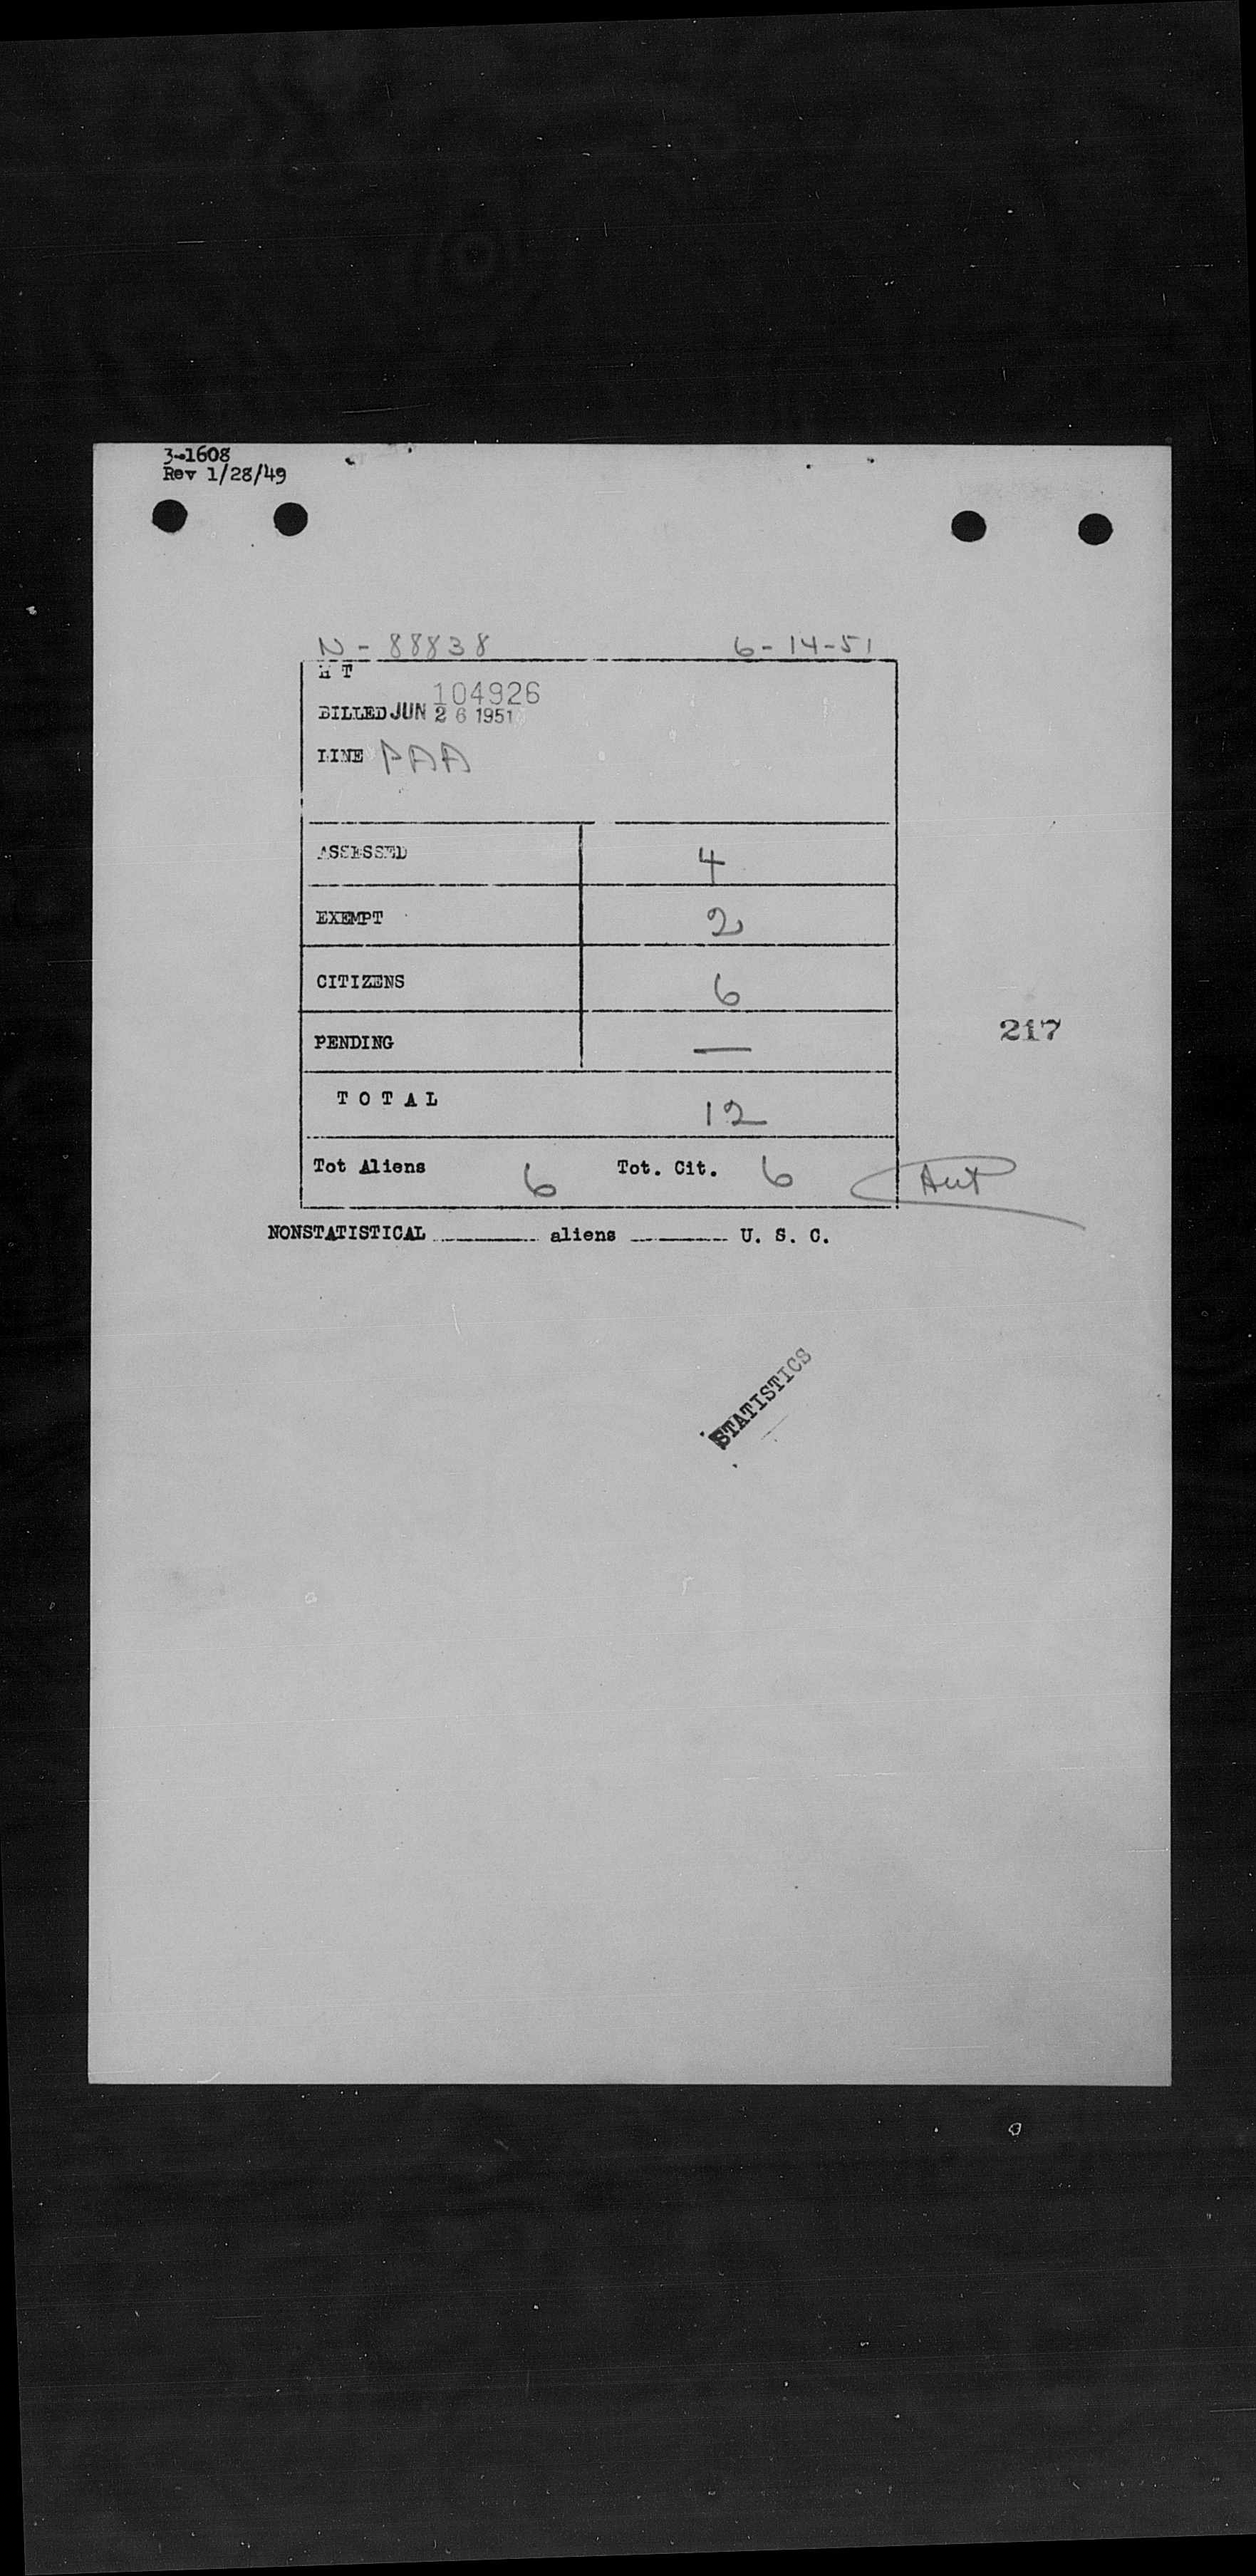 3-1608
Rev 1/28/49
N - 88838 6-14-51
H T
104926
BILLED JUN 26 1951
LINE PAA
ASSESSED 4
EXEMPT 2
CITIZENS 6
217
PENDING —
T O T A L 12
Tot Aliens 6 Tot. Cit. 6
NONSTATISTICAL ---------- aliens ---------- U. S. C.
STATISTICS